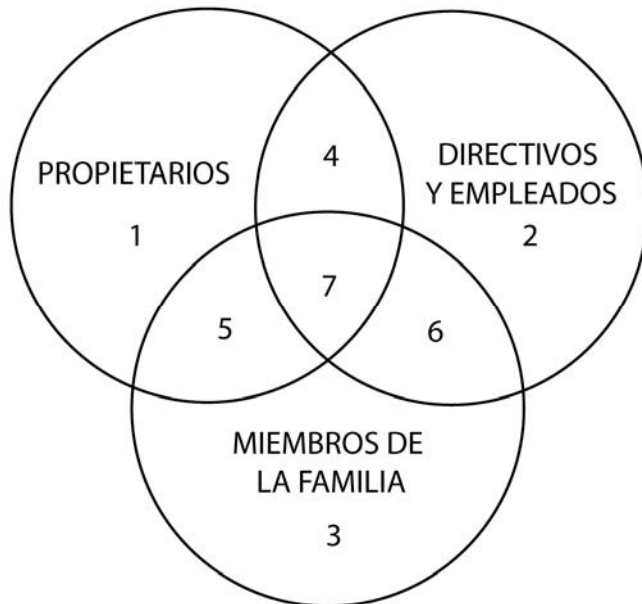 PROPIETARIOS
1
4
DIRECTIVOS
Y EMPLEADOS
2
7
5
6
MIEMBROS DE
LA FAMILIA
3